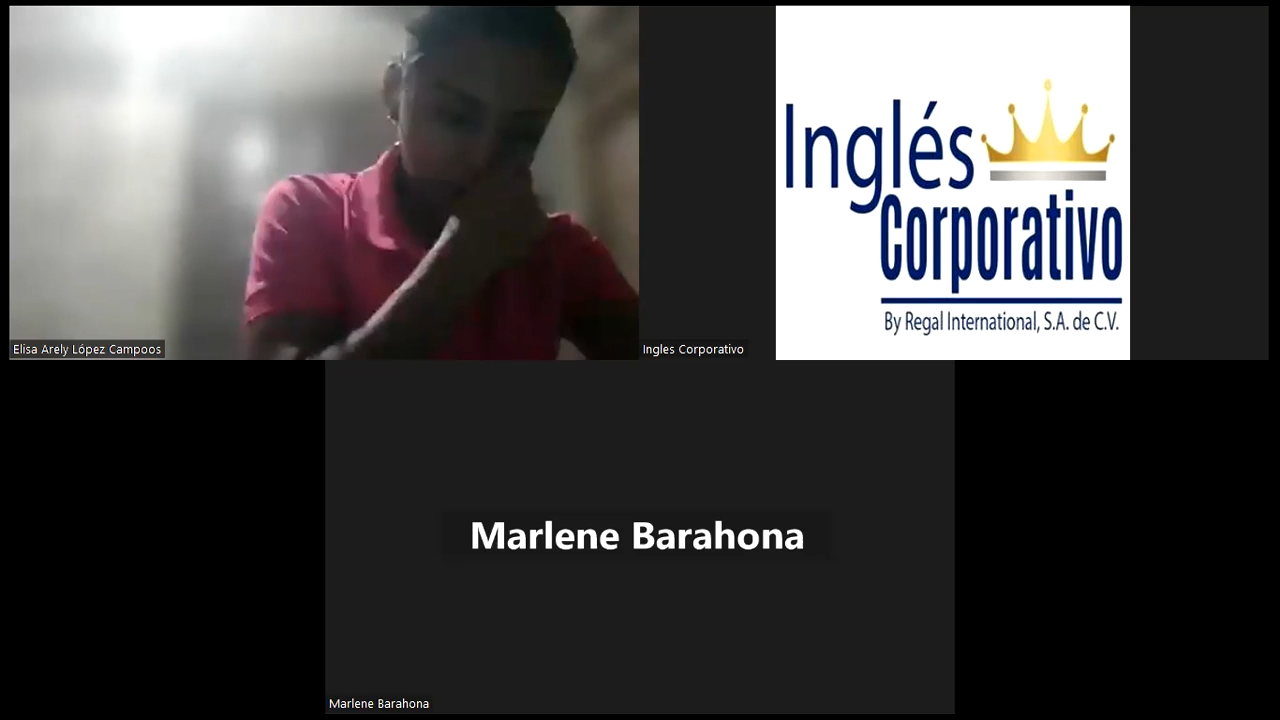 Inglés
Corporativo
By Regal International, S.A. de C.V.
Elisa Arely López Campoos
Ingles Corporativo
Marlene Barahona
Marlene Barahona